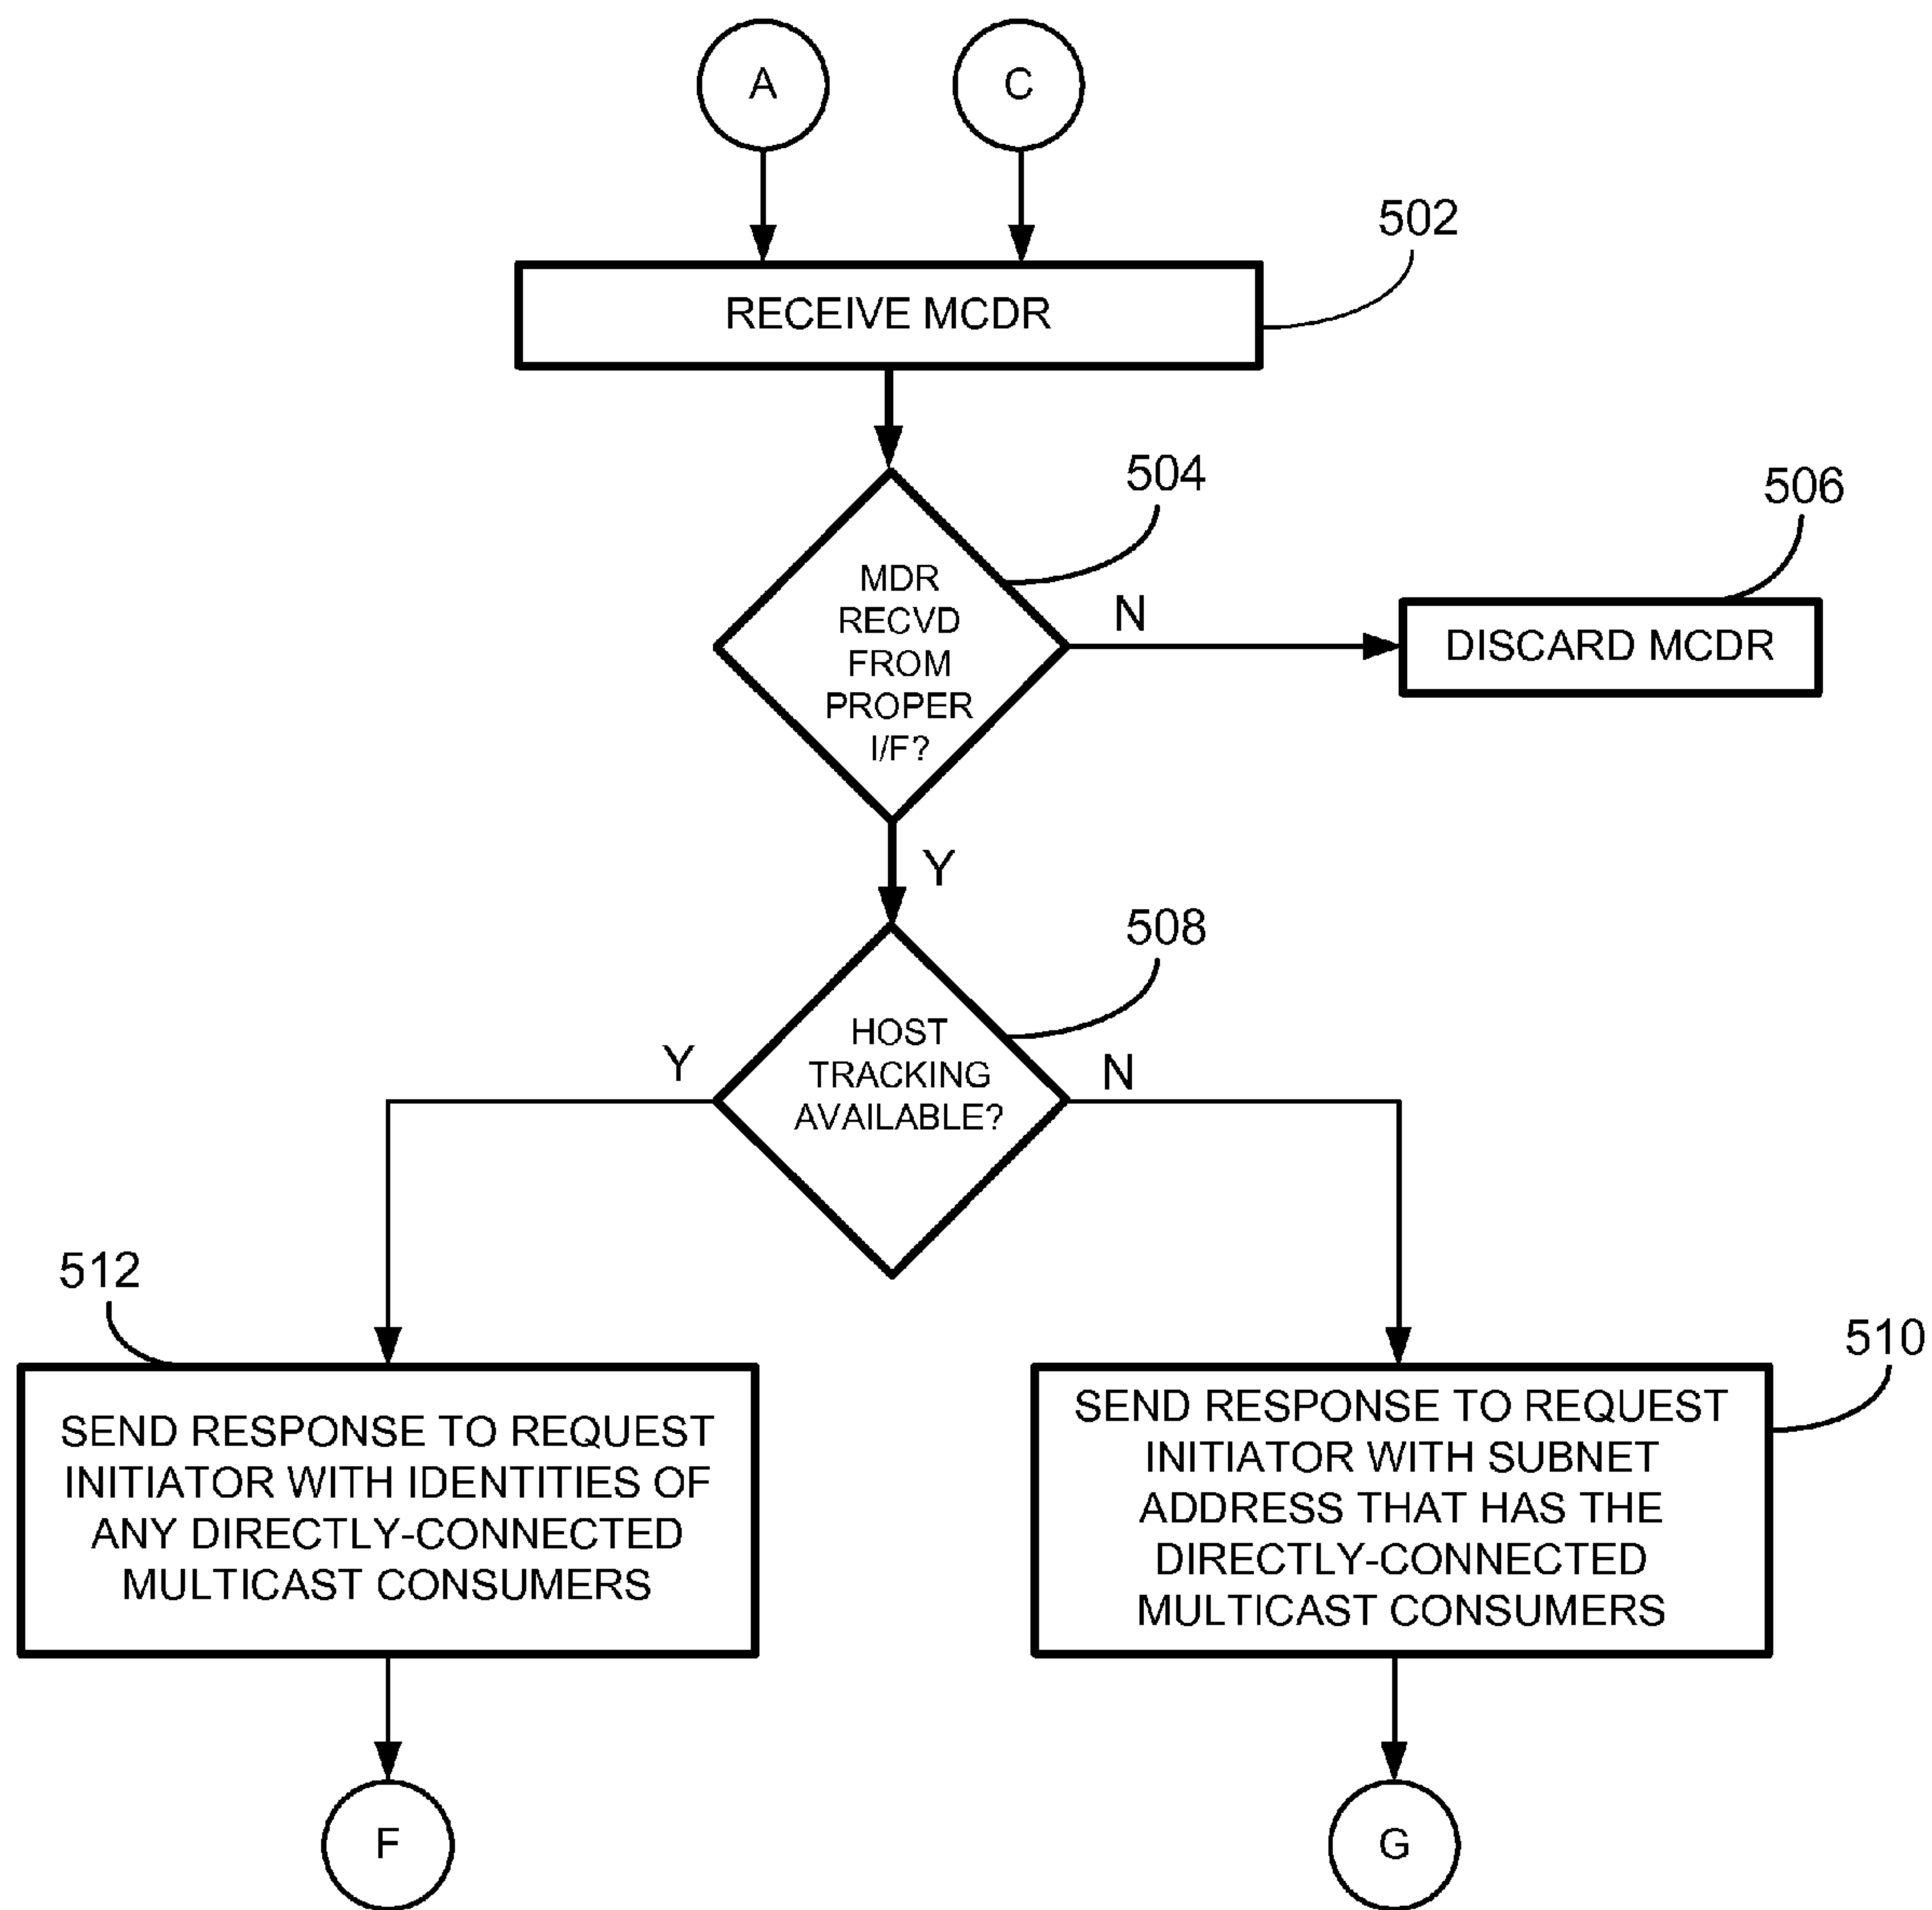 A
C
502
RECEIVE MCDR
504
506
MDR
RECVD
FROM
PROPER
I/F?
N
DISCARD MCDR
Y
508
HOST
TRACKING
AVAILABLE?
Y
N
512
510
SEND RESPONSE TO REQUEST
INITIATOR WITH IDENTITIES OF
ANY DIRECTLY-CONNECTED
MULTICAST CONSUMERS
SEND RESPONSE TO REQUEST
INITIATOR WITH SUBNET
ADDRESS THAT HAS THE
DIRECTLY-CONNECTED
MULTICAST CONSUMERS
F
G